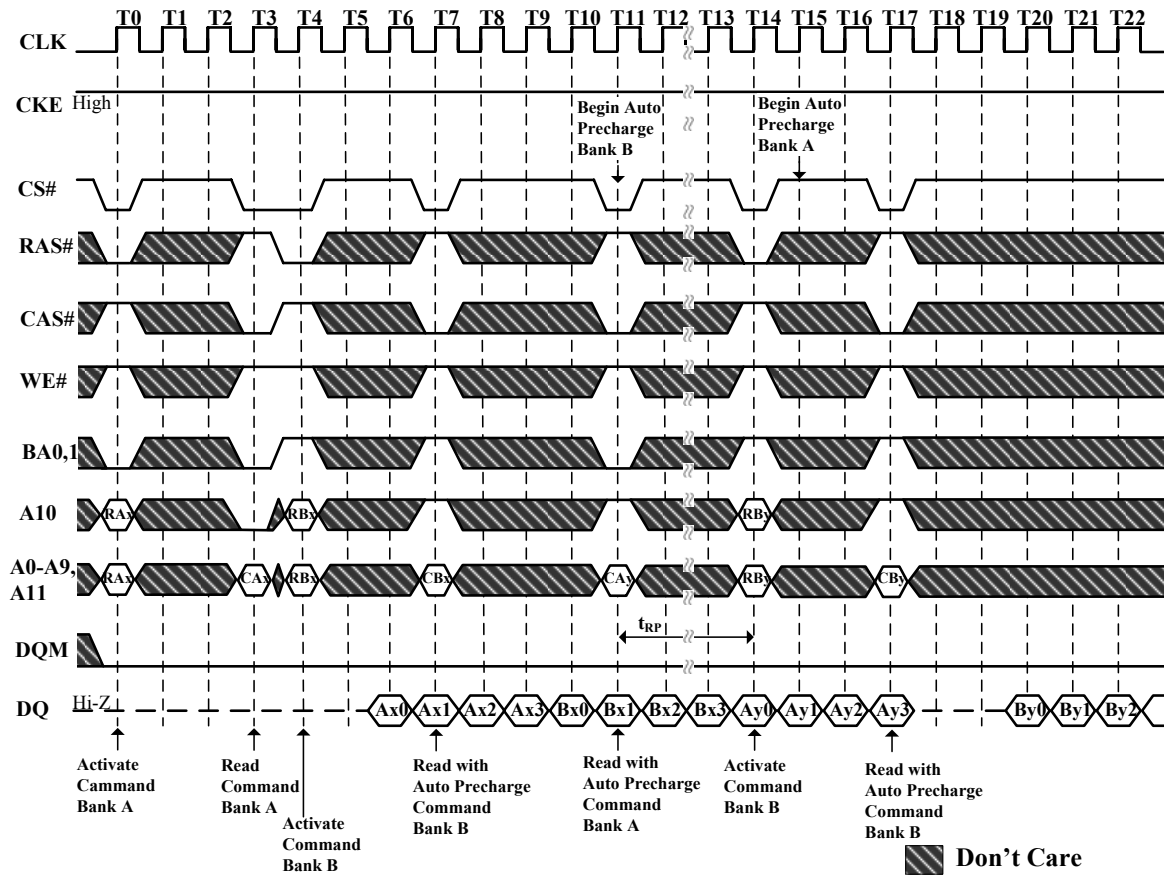 T0 T1 T2 T3 T4 T5 T6 T7 T8 T9 T10 T11 T12 T13 T14 T15 T16 T17 T18 T19 T20 T21 T22
CLK
CKE High
Begin Auto
Precharge
Bank B
Begin Auto
Precharge
Bank A
CS#
RAS#
CAS#
WE#
BA0,1
A10 RAx RBx RBy
A0-A9,
A11
RAx CAx RBx CBx CAy RBy CBy
tRP
DQM
DQ Hi-Z Ax0 Ax1 Ax2 Ax3 Bx0 Bx1 Bx2 Bx3 Ay0 Ay1 Ay2 Ay3 By0 By1 By2
Activate
Cammand
Bank A
Read
Command
Bank A
Activate
Command
Bank B
Read with
Auto Precharge
Command
Bank B
Read with
Auto Precharge
Command
Bank A
Activate
Command
Bank B
Read with
Auto Precharge
Command
Bank B
Don't Care